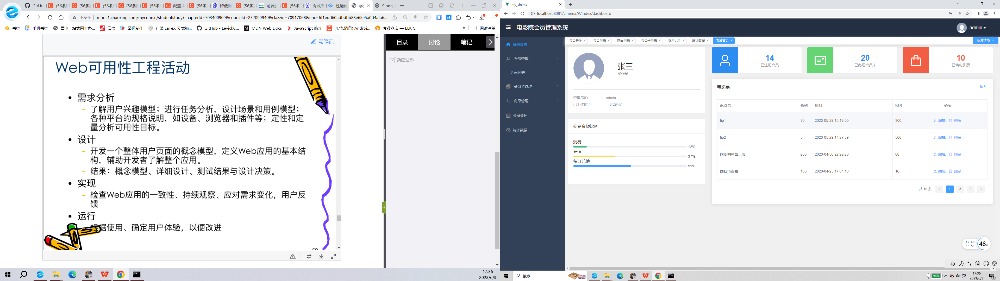 GitHu
(56条
(56条
(56条
(56条
(56条
配置 A
(56条
降低网
(56条
前端加
(56条
有效缩
性能优
学
9.png
不安全
mooc1.chaoxing.com/mycourse/studentstudy?chapterId=703400909&courseId=232099940&clazzid=70917068&enc=6f1edd60adbdbb88e65e5a0d4afa6...
书签
手机书签
西电一站式网上办...
云盘
图标制作
在线 LaTeX 公式编...
GitHub - LevickC...
MDN Web Docs
JavaScript 简介
(47条消息) Androi...
套餐商店 — ELK C...
»
阅读清单
写笔记
Web可用性工程活动
• 需求分析
– 了解用户兴趣模型；进行任务分析，设计场景和用例模型；
各种平台的规格说明，如设备、浏览器和插件等；定性和定
量分析可用性目标。
• 设计
– 开发一个整体用户页面的概念模型，定义Web应用的基本结
构，辅助开发者了解整个应用。
– 结果：概念模型、详细设计、测试结果与设计决策。
• 实现
– 检查Web应用的一致性、持续观察、应对需求变化，用户反
馈
• 运行
根据使用、确定用户体验，以便改进
目录
讨论
笔记
新建话题
17:36
2023/6/3
my_cinima
localhost:8081/cinema/#/index/dashboard
电影院会员管理系统
admin
系统首页
会员管理
会员列表
会员卡管理
商品管理
会员关怀
统计数据
会员关怀
会员列表
商品列表
会员卡列表
交易记录
统计数据
系统首页
标签选项
张三
操作员
管理员ID admin
已工作时间 6:29:47
交易金额比例
消费
12%
充值
37%
积分兑换
51%
14
已注册会员
20
已办理会员卡
10
已售电影票
电影票
添加
电影名 价格 时间 积分 操作
tip1 30 2023-05-29 15:13:00 300 编辑 删除
tip2 5 2023-05-29 14:27:39 500 编辑 删除
回到明朝当王爷 200 2020-04-30 22:22:20 88 编辑 删除
西虹市首富 100 2020-04-25 17:04:13 10 编辑 删除
共 10 条 1 2 3
0 K/s
4 K/s
48%
英 简
搜索
96%
英
17:36
2023/6/3